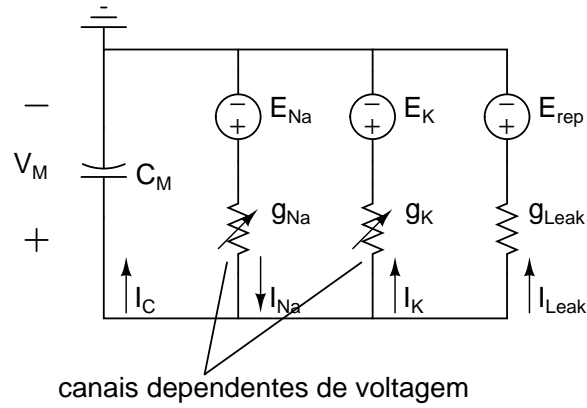 − − − −
E_Na E_K E_rep
+ + +
V_M C_M
g_Na g_K g_Leak
+
I_C I_Na I_K I_Leak
canais dependentes de voltagem